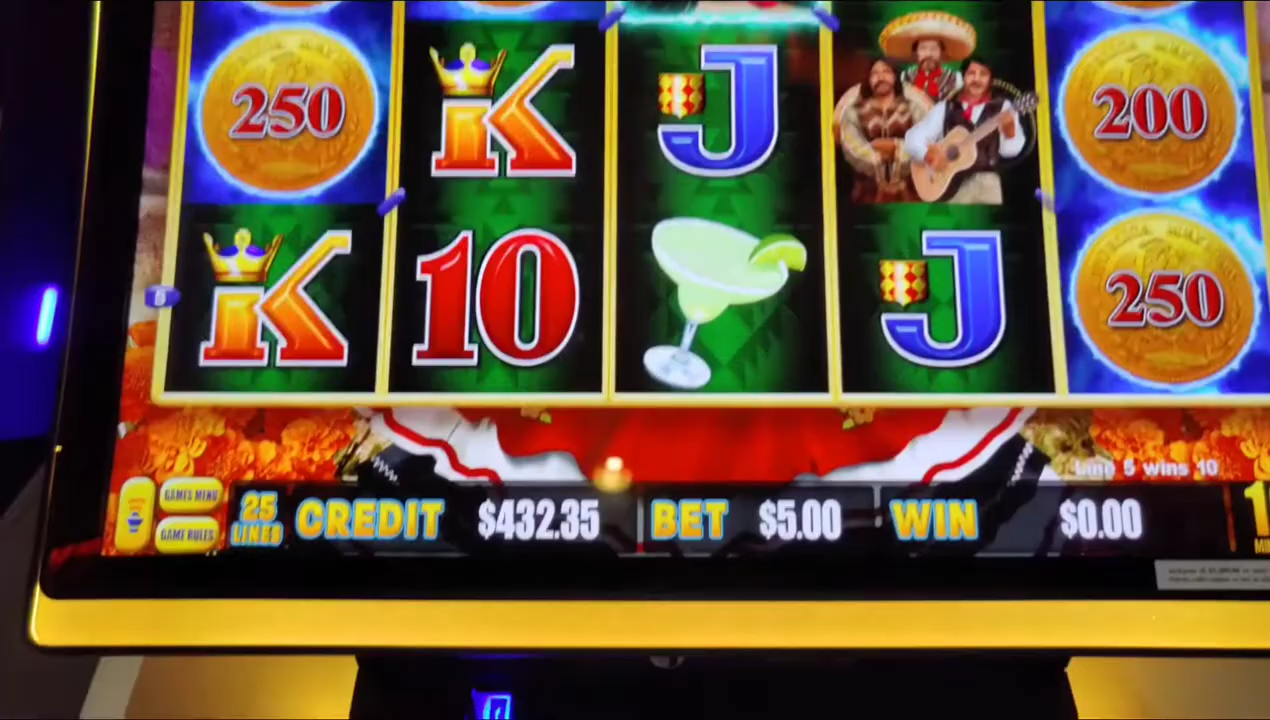 250
K
J
200
K
10
J
250
5
Line 5 wins 10
GAMES MENU
GAME RULES
25
LINES
CREDIT $432.35
BET $5.00
WIN $0.00